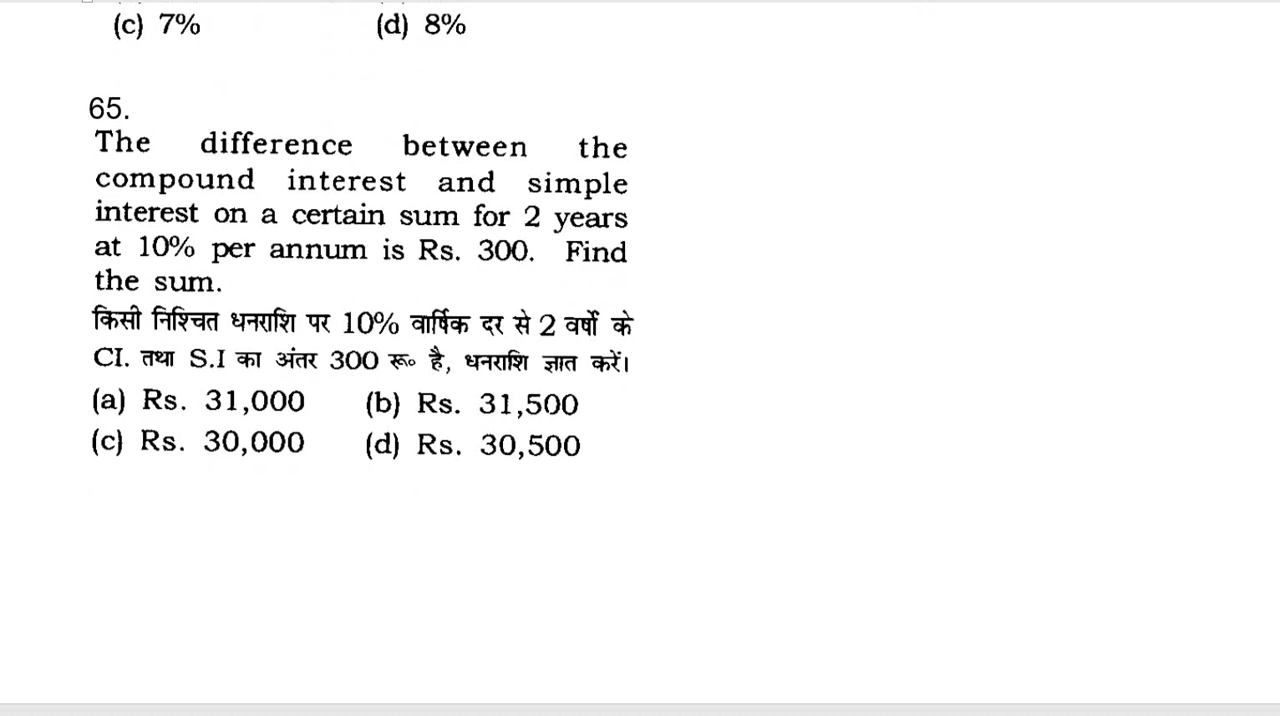 (c) 7% (d) 8%
65.
The difference between the
compound interest and simple
interest on a certain sum for 2 years
at 10% per annum is Rs. 300. Find
the sum.
किसी निश्चित धनराशि पर 10% वार्षिक दर से 2 वर्षो के
CI. तथा S.I का अंतर 300 रू० है, धनराशि ज्ञात करें।
(a) Rs. 31,000 (b) Rs. 31,500
(c) Rs. 30,000 (d) Rs. 30,500